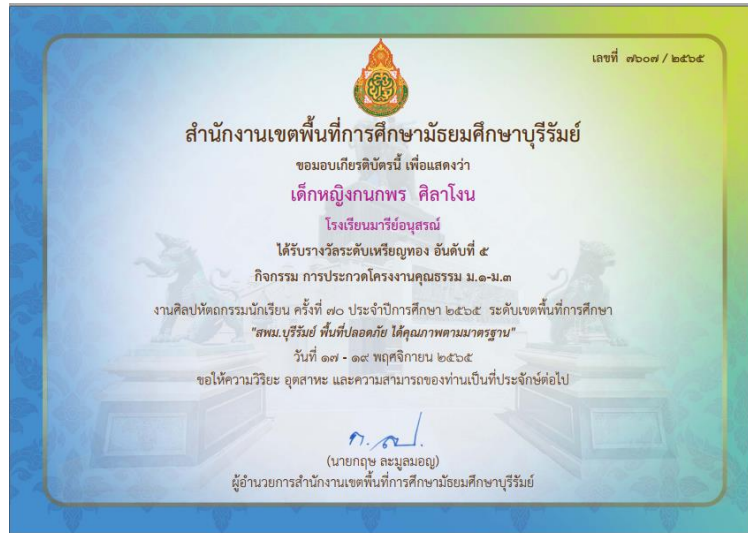 เลขที่ ๗๖๐๗ / ๒๕๖๕
สำนักงานเขตพื้นที่การศึกษามัธยมศึกษาบุรีรัมย์
ขอมอบเกียรติบัตรนี้ เพื่อแสดงว่า
เด็กหญิงกนกพร ศิลาโงน
โรงเรียนมารีย์อนุสรณ์
ได้รับรางวัลระดับเหรียญทอง อันดับที่ ๕
กิจกรรม การประกวดโครงงานคุณธรรม ม.๑-ม.๓
งานศิลปหัตถกรรมนักเรียน ครั้งที่ ๗๐ ประจำปีการศึกษา ๒๕๖๕ ระดับเขตพื้นที่การศึกษา
"สพม.บุรีรัมย์ พื้นที่ปลอดภัย ได้คุณภาพตามมาตรฐาน"
วันที่ ๑๗ - ๑๙ พฤศจิกายน ๒๕๖๕
ขอให้ความวิริยะ อุตสาหะ และความสามารถของท่านเป็นที่ประจักษ์ต่อไป
(นายกฤษ ละมูลมอญ)
ผู้อำนวยการสำนักงานเขตพื้นที่การศึกษามัธยมศึกษาบุรีรัมย์